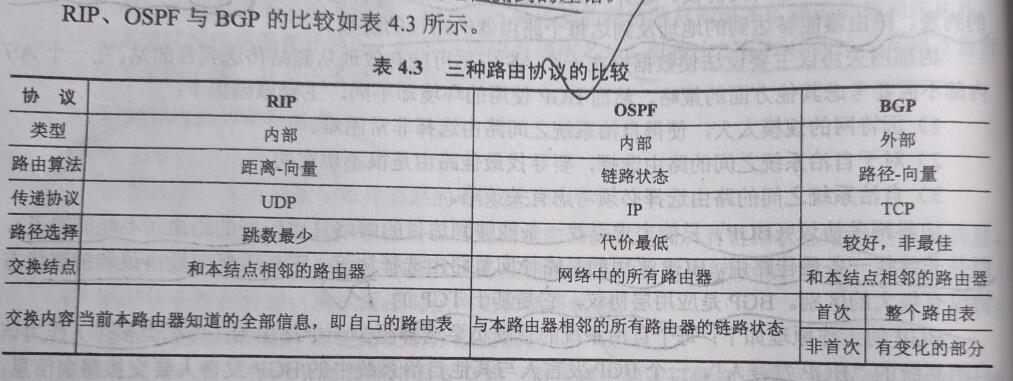 RIP、OSPF 与 BGP 的比较如表 4.3 所示。
表 4.3 三种路由协议的比较
协 议 RIP OSPF BGP
类型 内部 内部 外部
路由算法 距离-向量 链路状态 路径-向量
传递协议 UDP IP TCP
路径选择 跳数最少 代价最低 较好，非最佳
交换结点 和本结点相邻的路由器 网络中的所有路由器 和本结点相邻的路由器
交换内容 当前本路由器知道的全部信息，即自己的路由表 与本路由器相邻的所有路由器的链路状态 首次 整个路由表
非首次 有变化的部分